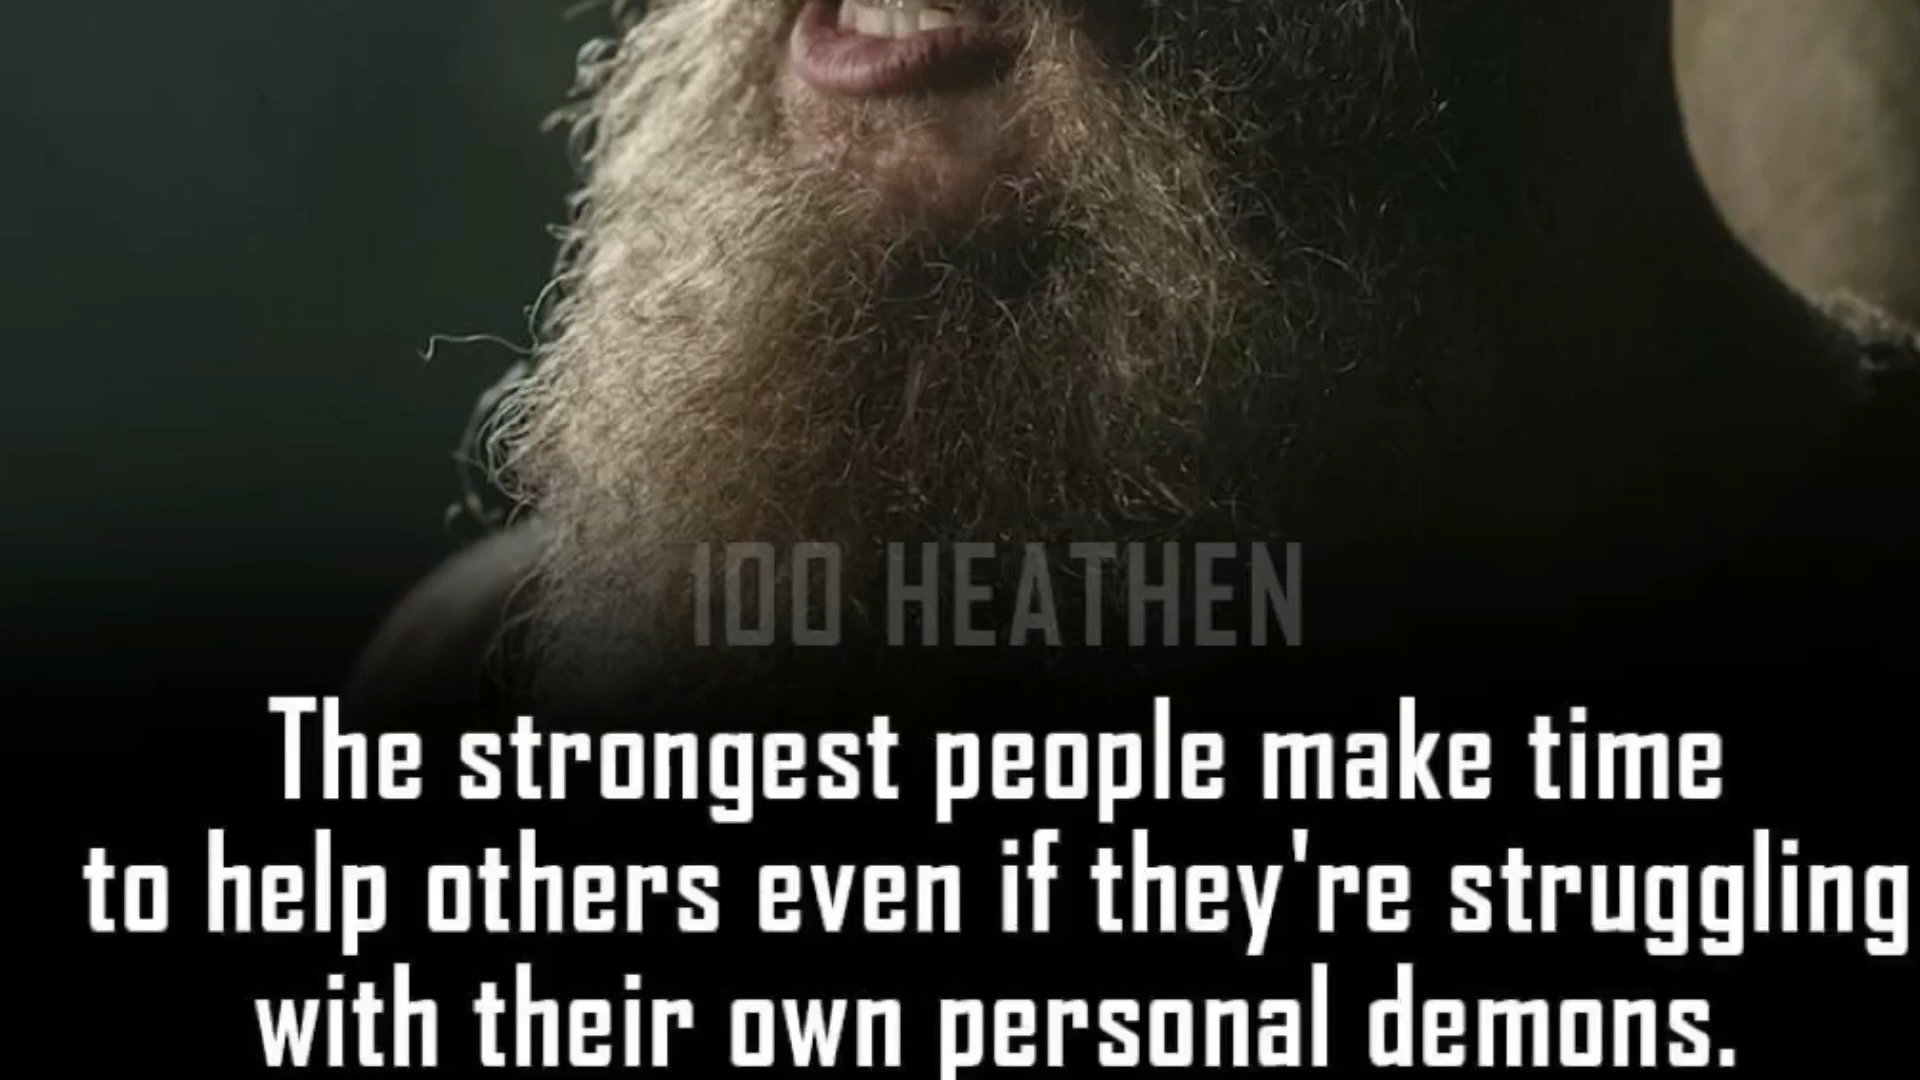 100 HEATHEN
The strongest people make time
to help others even if they're struggling
with their own personal demons.